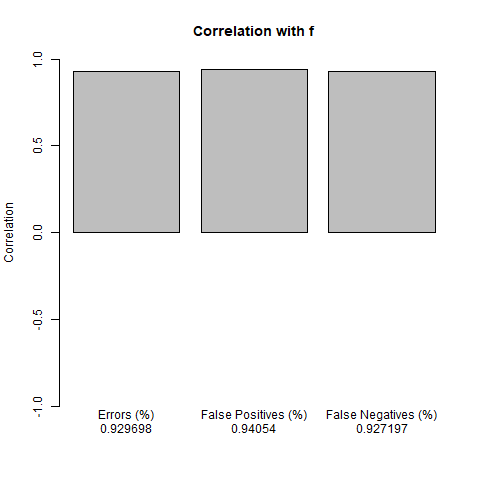 Correlation with f
Correlation
1.0
0.5
0.0
-0.5
-1.0
Errors (%)
0.929698
False Positives (%)
0.94054
False Negatives (%)
0.927197